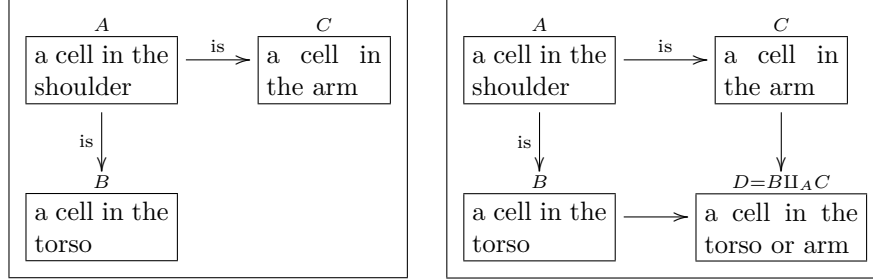 A
a cell in the
shoulder
is
C
a cell in
the arm
is
B
a cell in the
torso
A
a cell in the
shoulder
is
C
a cell in
the arm
is
B
a cell in the
torso
D=B⨿_A C
a cell in the
torso or arm